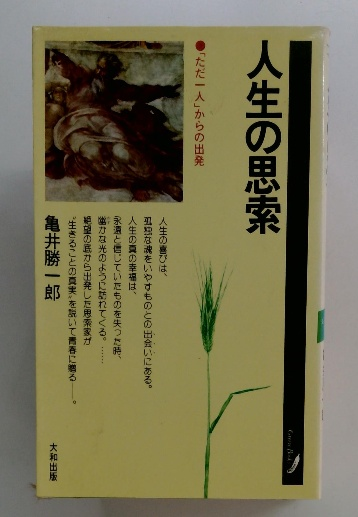 人生の思索
●「ただ一人」からの出発
人生の喜びは、
孤独な魂をいやすものとの出会いにある。
人生の真の幸福は、
永遠と信じていたものを失った時、
幽かな光のように訪れてくる。……
絶望の底から出発した思索家が
〝生きることの真実〟を説いて青春に贈る――。
亀井勝一郎
大和出版